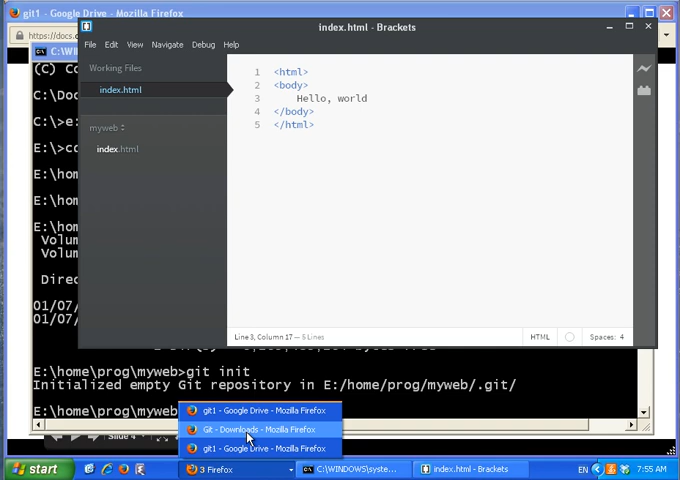 git1 - Google Drive - Mozilla Firefox
https://docs.
index.html - Brackets
C:\W
File Edit View Navigate Debug Help
(C) Co
C:\Doc
C:\>e:
E:\>co
E:\hom
E:\hom
E:\hom
Volum
Volum
Direc
01/07/
01/07/
Working Files
index.html
myweb
index.html
1 <html>
2 <body>
3 Hello, world
4 </body>
5 </html>
Line 3, Column 17 — 5 Lines
HTML
Spaces: 4
E:\home\prog\myweb>git init
Initialized empty Git repository in E:/home/prog/myweb/.git/
E:\home\prog\myweb
git1 - Google Drive - Mozilla Firefox
Git - Downloads - Mozilla Firefox
git1 - Google Drive - Mozilla Firefox
Slide 4
start
3 Firefox
C:\WINDOWS\syste...
index.html - Brackets
EN
7:55 AM